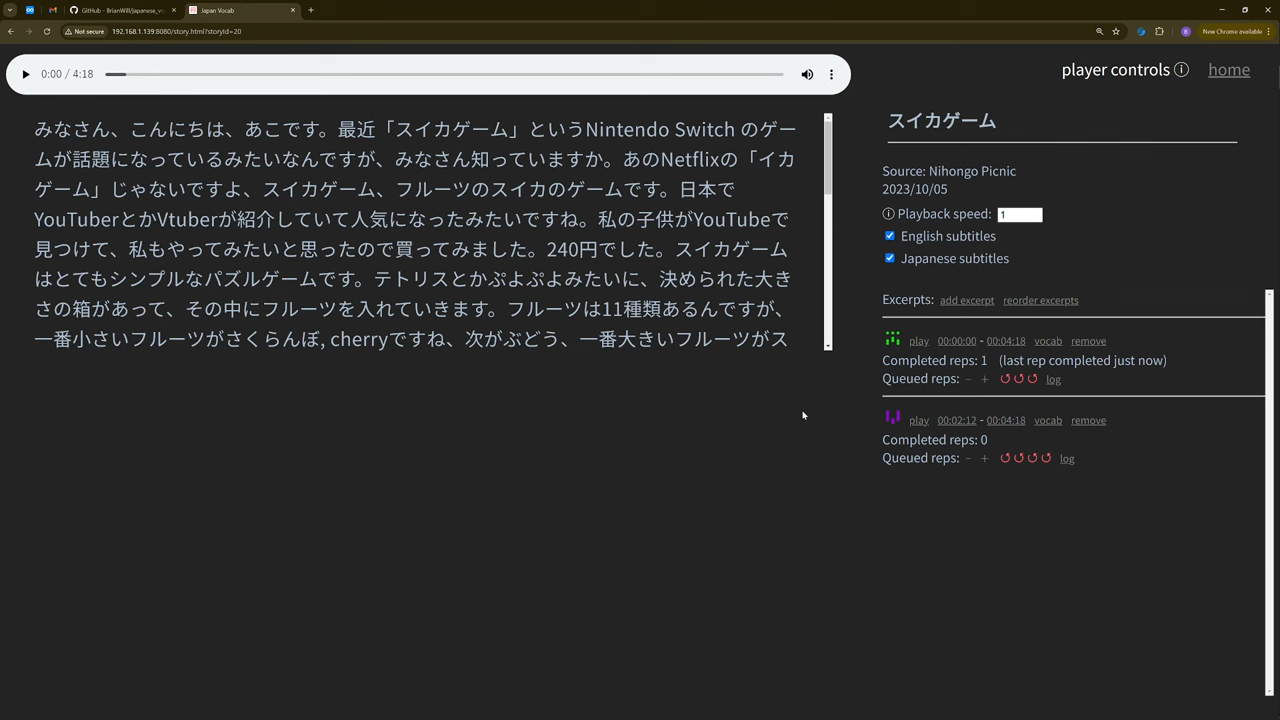 GitHub - BrianWill/japanese_vo
Japan Vocab
Not secure
192.168.1.139:8080/story.html?storyId=20
New Chrome available
0:00 / 4:18
player controls ⓘ
home
みなさん、こんにちは、あこです。最近「スイカゲーム」というNintendo Switch のゲー
ムが話題になっているみたいなんですが、みなさん知っていますか。あのNetflixの「イカ
ゲーム」じゃないですよ、スイカゲーム、フルーツのスイカのゲームです。日本で
YouTuberとかVtuberが紹介していて人気になったみたいですね。私の子供がYouTubeで
見つけて、私もやってみたいと思ったので買ってみました。240円でした。スイカゲーム
はとてもシンプルなパズルゲームです。テトリスとかぷよぷよみたいに、決められた大き
さの箱があって、その中にフルーツを入れていきます。フルーツは11種類あるんですが、
一番小さいフルーツがさくらんぼ, cherryですね、次がぶどう、一番大きいフルーツがス
スイカゲーム
Source: Nihongo Picnic
2023/10/05
ⓘ Playback speed: 1
English subtitles
Japanese subtitles
Excerpts: add excerpt reorder excerpts
play 00:00:00 - 00:04:18 vocab remove
Completed reps: 1 (last rep completed just now)
Queued reps: - + ↺↺↺ log
play 00:02:12 - 00:04:18 vocab remove
Completed reps: 0
Queued reps: - + ↺↺↺↺ log